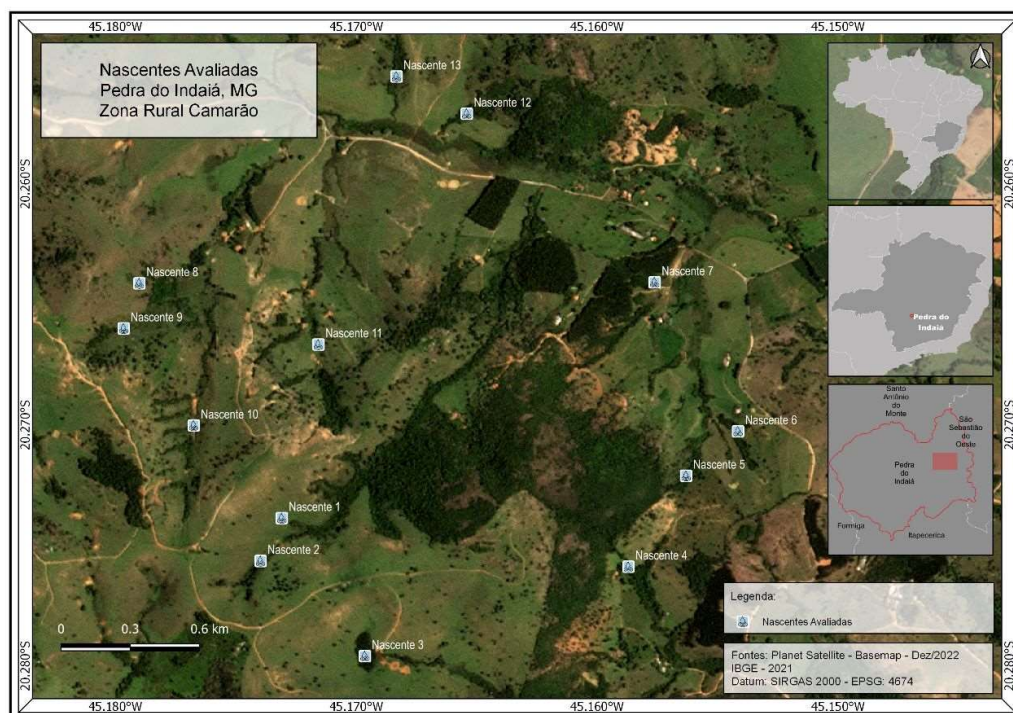 45.180°W 45.170°W 45.160°W 45.150°W
Nascentes Avaliadas
Pedra do Indaiá, MG
Zona Rural Camarão
Nascente 13
Nascente 12
20.260°S
20.260°S
Nascente 8
Nascente 7
Nascente 9
Nascente 11
Pedra do
Indaiá
Nascente 10
Nascente 6
20.270°S
20.270°S
Santo
Antônio
do
Monte
São
Sebastião
do
Oeste
Pedra
do
Indaiá
Formiga
Itapecerica
Nascente 5
Nascente 1
Nascente 2
Nascente 4
Nascente 3
0 0.3 0.6 km
Legenda:
Nascentes Avaliadas
Fontes: Planet Satellite - Basemap - Dez/2022
IBGE - 2021
Datum: SIRGAS 2000 - EPSG: 4674
20.280°S
20.280°S
45.180°W 45.170°W 45.160°W 45.150°W